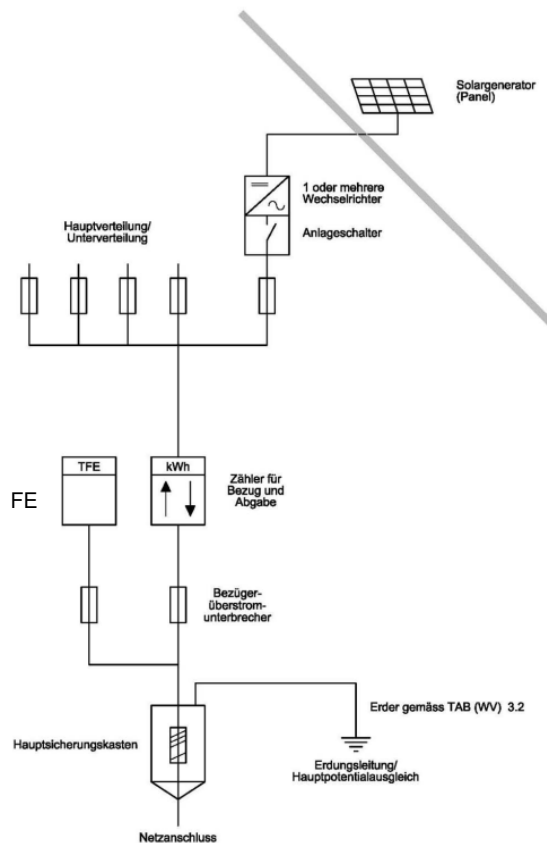 Solargenerator
(Panel)
1 oder mehrere
Wechselrichter
Anlageschalter
Hauptverteilung/
Unterverteilung
TFE
kWh
FE
Zähler für
Bezug und
Abgabe
Bezüger-
überstrom-
unterbrecher
Erder gemäss TAB (WV) 3.2
Hauptsicherungskasten
Erdungsleitung/
Hauptpotentialausgleich
Netzanschluss